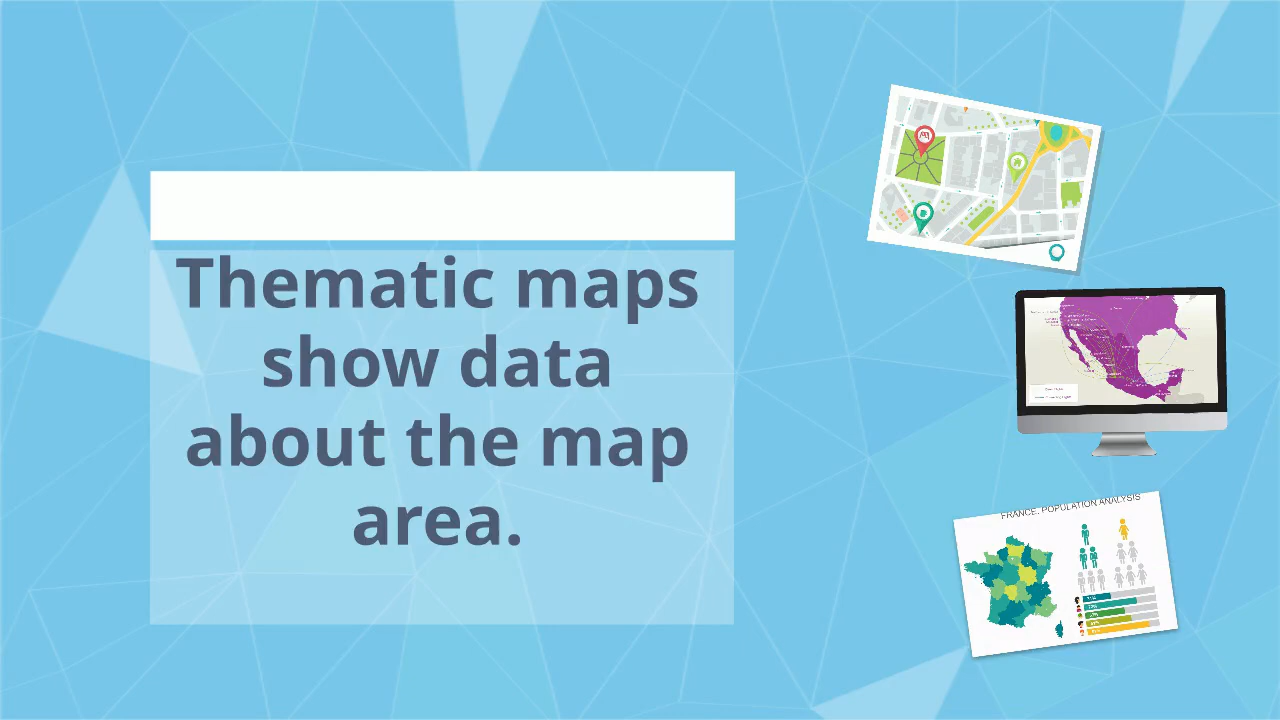 Thematic maps
show data
about the map
area.
FRANCE, POPULATION ANALYSIS